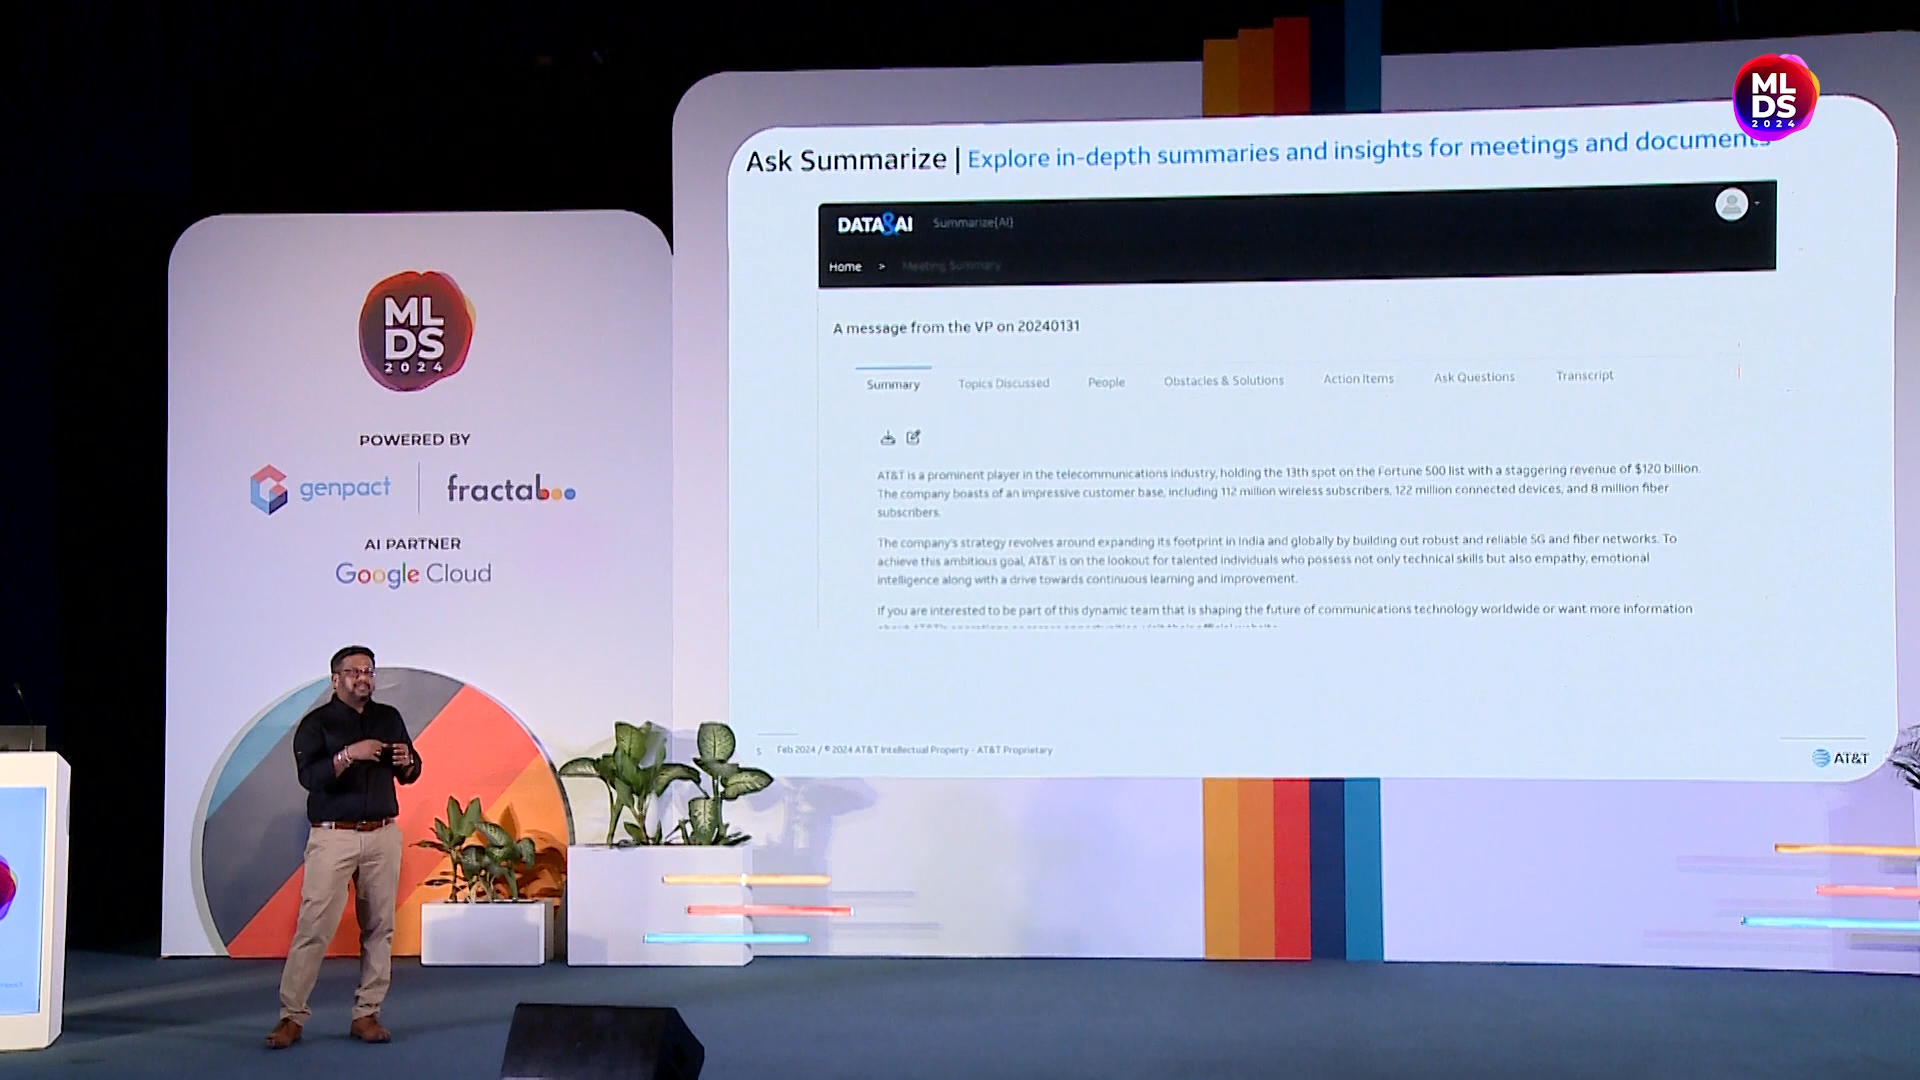 ML
DS
2024
Ask Summarize | Explore in-depth summaries and insights for meetings and documents
DATA&AI Summarize{AI}
Home > Meeting Summary
A message from the VP on 20240131
Summary Topics Discussed People Obstacles & Solutions Action Items Ask Questions Transcript
AT&T is a prominent player in the telecommunications industry, holding the 13th spot on the Fortune 500 list with a staggering revenue of $120 billion.
The company boasts of an impressive customer base, including 112 million wireless subscribers, 122 million connected devices, and 8 million fiber
subscribers.
The company's strategy revolves around expanding its footprint in India and globally by building out robust and reliable 5G and fiber networks. To
achieve this ambitious goal, AT&T is on the lookout for talented individuals who possess not only technical skills but also empathy, emotional
intelligence along with a drive towards continuous learning and improvement.
If you are interested to be part of this dynamic team that is shaping the future of communications technology worldwide or want more information
5 Feb 2024 / © 2024 AT&T Intellectual Property - AT&T Proprietary
AT&T
ML
DS
2024
POWERED BY
genpact fractal
AI PARTNER
Google Cloud